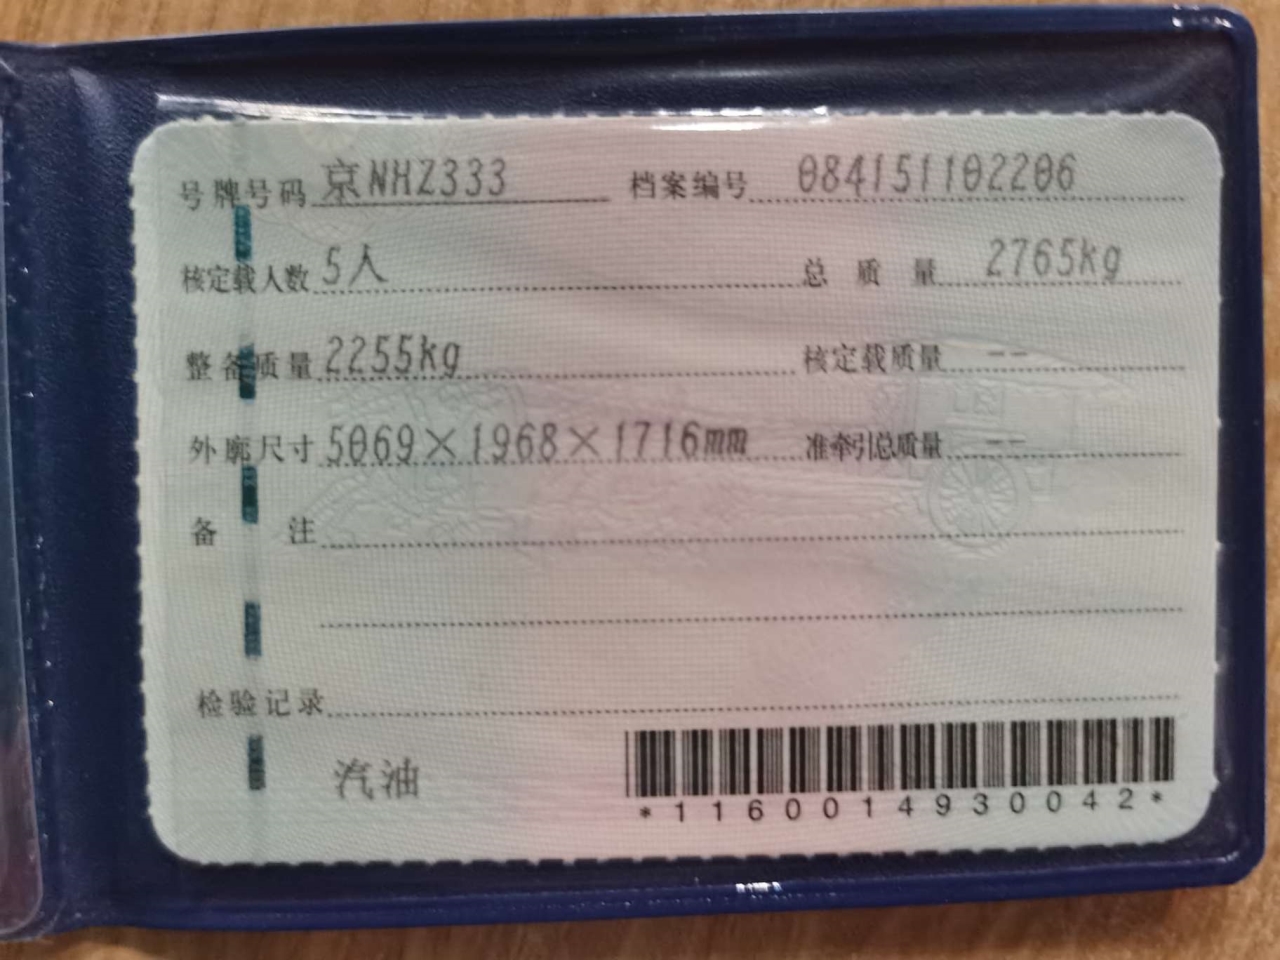 号牌号码 京NHZ333 档案编号 084151102206
核定载人数 5人 总质量 2765kg
整备质量 2255kg 核定载质量 --
外廓尺寸 5069×1968×1716mm 准牵引总质量 --
备注
检验记录
汽油
*1160014930042*